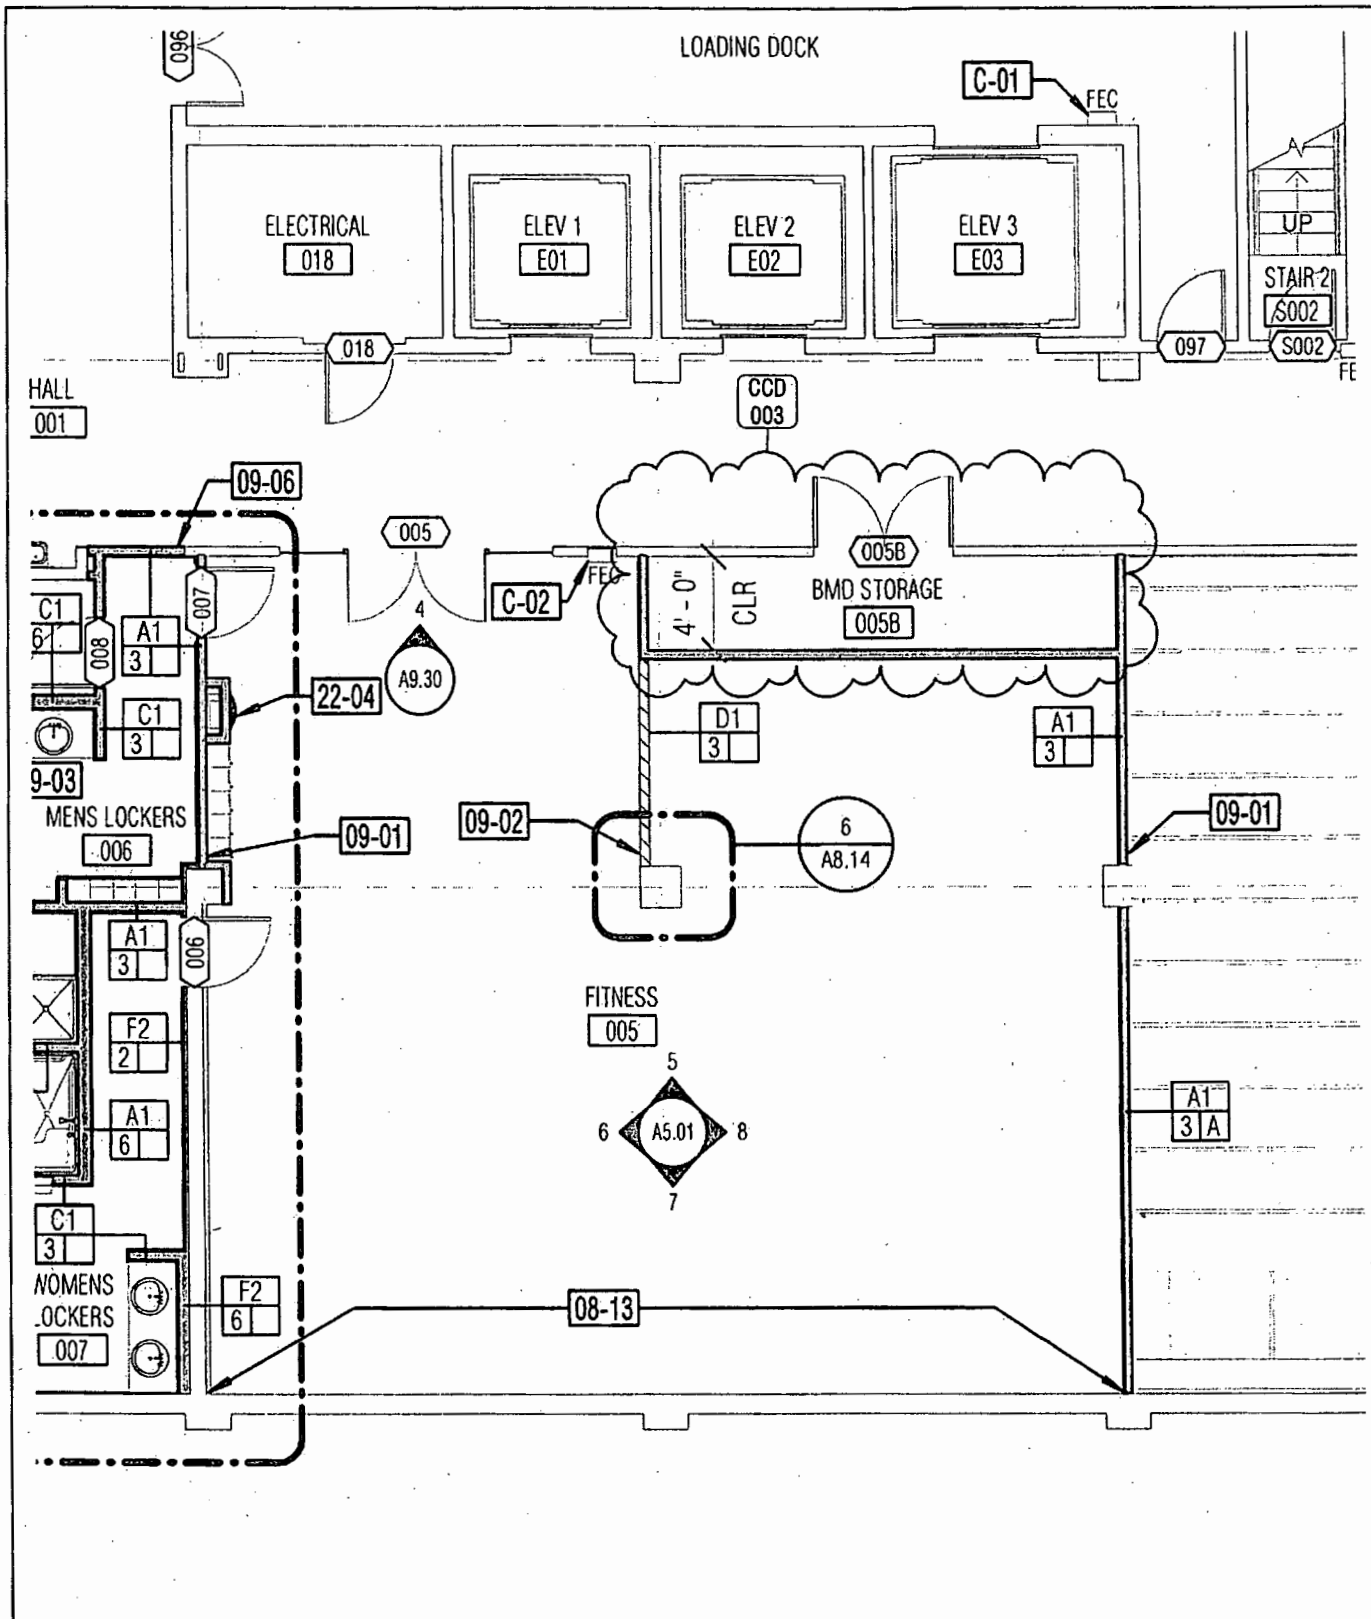 096
LOADING DOCK
C-01
FEC
ELECTRICAL
018
ELEV 1
E01
ELEV 2
E02
ELEV 3
E03
UP
STAIR 2
S002
018
097
S002
FE
HALL
001
CCD
003
09-06
005
005B
FEC
C-02
4' - 0"
CLR
BMD STORAGE
005B
007
C1
6
008
A1
3
4
A9.30
22-04
C1
3
D1
3
A1
3
9-03
MENS LOCKERS
006
09-01
09-02
6
A8.14
09-01
A1
3
006
FITNESS
005
F2
2
5
6
A5.01
8
7
A1
6
A1
3 A
C1
3
WOMENS
LOCKERS
007
F2
6
08-13